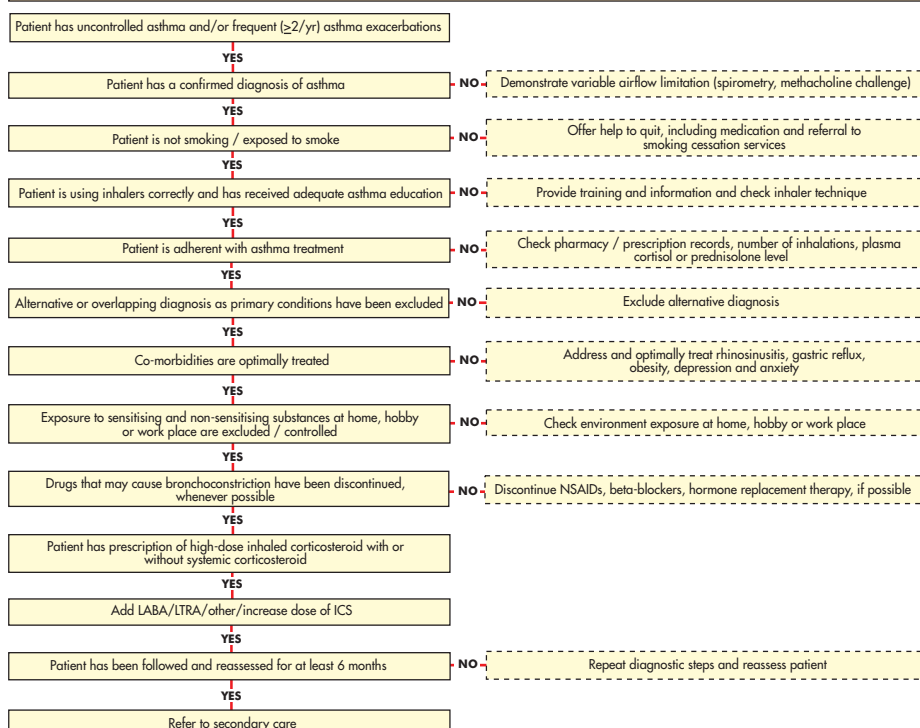 Patient has uncontrolled asthma and/or frequent (≥2/yr) asthma exacerbations
YES
Patient has a confirmed diagnosis of asthma
NO
Demonstrate variable airflow limitation (spirometry, methacholine challenge)
YES
Patient is not smoking / exposed to smoke
NO
Offer help to quit, including medication and referral to
smoking cessation services
YES
Patient is using inhalers correctly and has received adequate asthma education
NO
Provide training and information and check inhaler technique
YES
Patient is adherent with asthma treatment
NO
Check pharmacy / prescription records, number of inhalations, plasma
cortisol or prednisolone level
YES
Alternative or overlapping diagnosis as primary conditions have been excluded
NO
Exclude alternative diagnosis
YES
Co-morbidities are optimally treated
NO
Address and optimally treat rhinosinusitis, gastric reflux,
obesity, depression and anxiety
YES
Exposure to sensitising and non-sensitising substances at home, hobby
or work place are excluded / controlled
NO
Check environment exposure at home, hobby or work place
YES
Drugs that may cause bronchoconstriction have been discontinued,
whenever possible
NO
Discontinue NSAIDs, beta-blockers, hormone replacement therapy, if possible
YES
Patient has prescription of high-dose inhaled corticosteroid with or
without systemic corticosteroid
YES
Add LABA/LTRA/other/increase dose of ICS
YES
Patient has been followed and reassessed for at least 6 months
NO
Repeat diagnostic steps and reassess patient
YES
Refer to secondary care